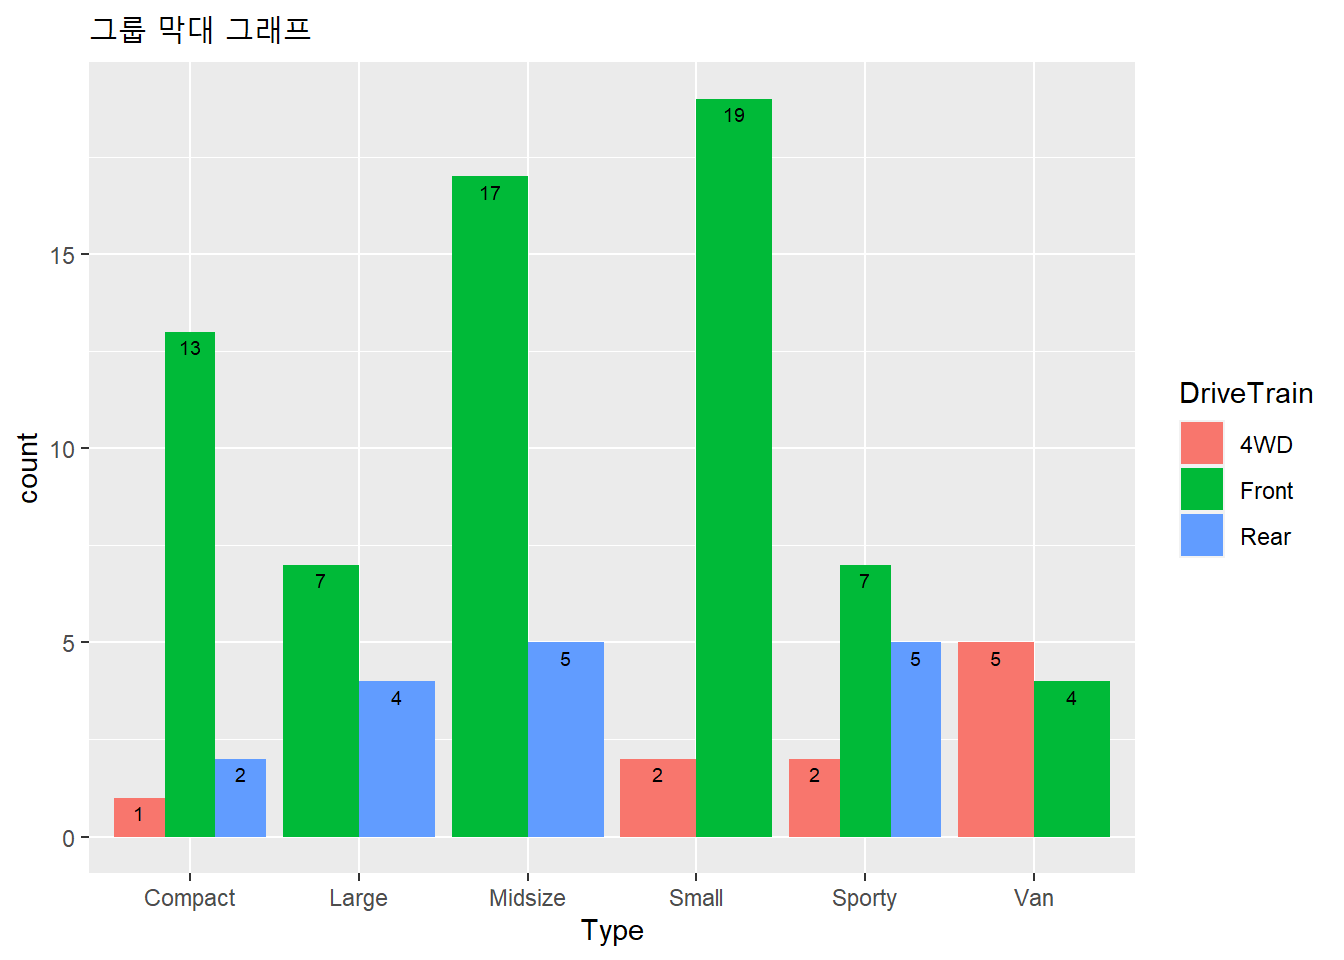 그룹 막대 그래프
19
17
15
13
10
7
7
5
5
5
5
4
4
2
2
2
1
0
Compact Large Midsize Small Sporty Van
Type
count
DriveTrain
4WD
Front
Rear